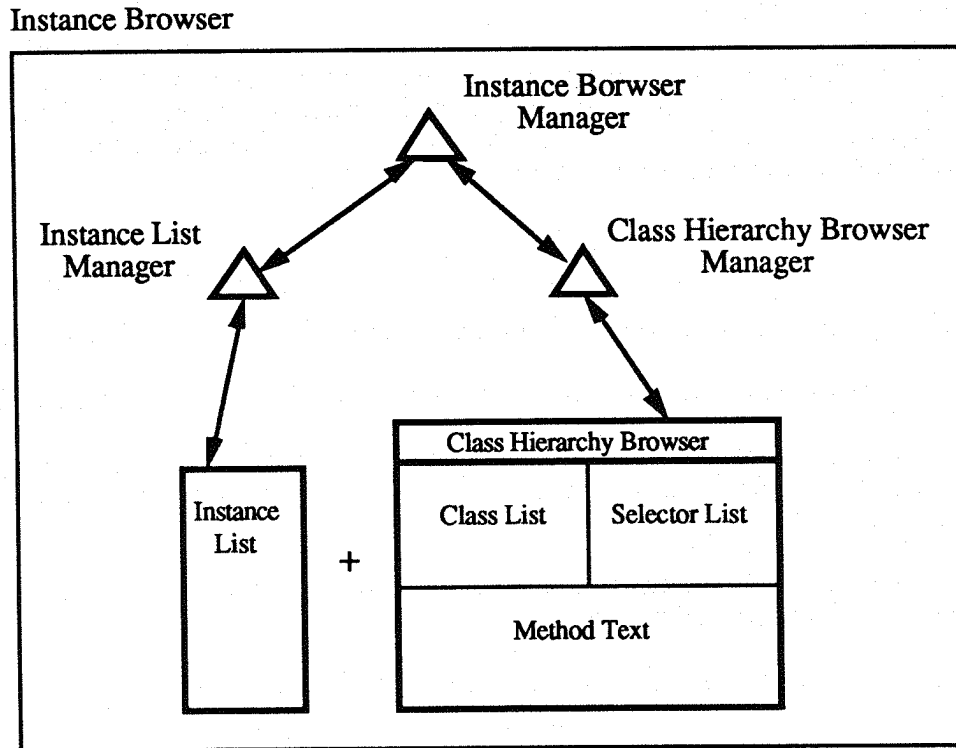 Instance Browser
Instance Borwser
Manager
Instance List
Manager
Class Hierarchy Browser
Manager
Class Hierarchy Browser
Instance
List
+
Class List
Selector List
Method Text